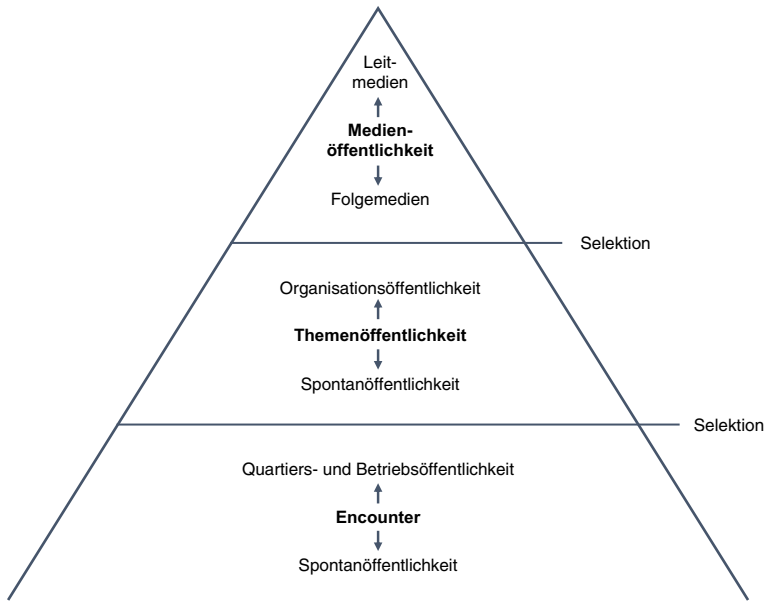 Leit-
medien
Medien-
öffentlichkeit
Folgemedien
Selektion
Organisationsöffentlichkeit
Themenöffentlichkeit
Spontanöffentlichkeit
Selektion
Quartiers- und Betriebsöffentlichkeit
Encounter
Spontanöffentlichkeit